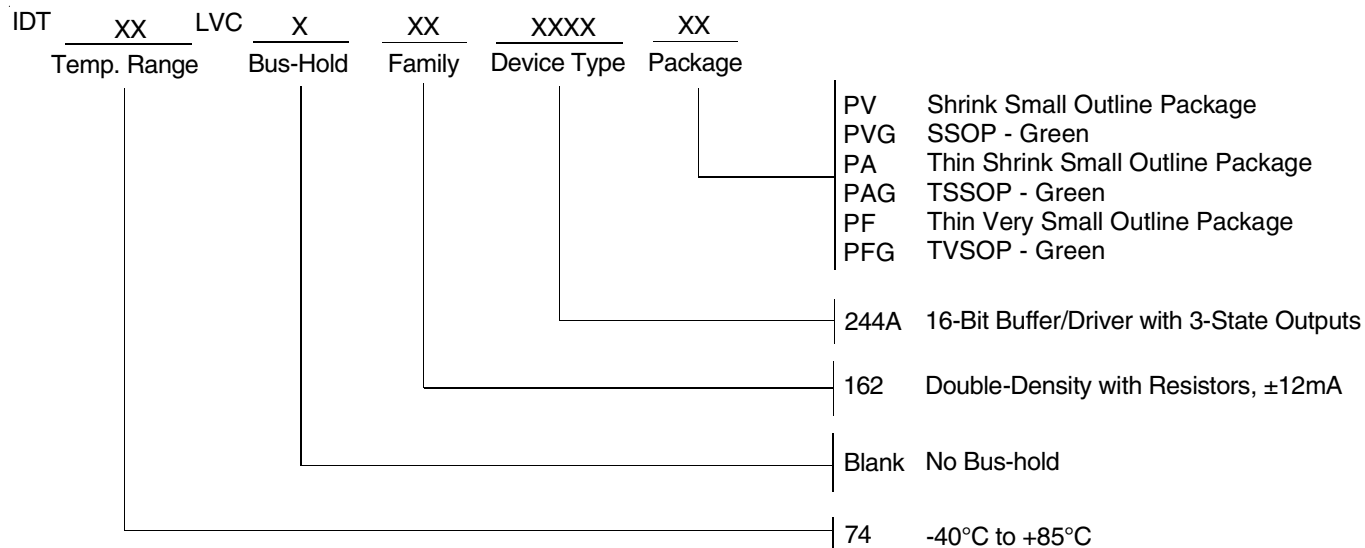 IDT XX LVC X XX XXXX XX
Temp. Range Bus-Hold Family Device Type Package
PV Shrink Small Outline Package
PVG SSOP - Green
PA Thin Shrink Small Outline Package
PAG TSSOP - Green
PF Thin Very Small Outline Package
PFG TVSOP - Green
244A 16-Bit Buffer/Driver with 3-State Outputs
162 Double-Density with Resistors, ±12mA
Blank No Bus-hold
74 -40°C to +85°C